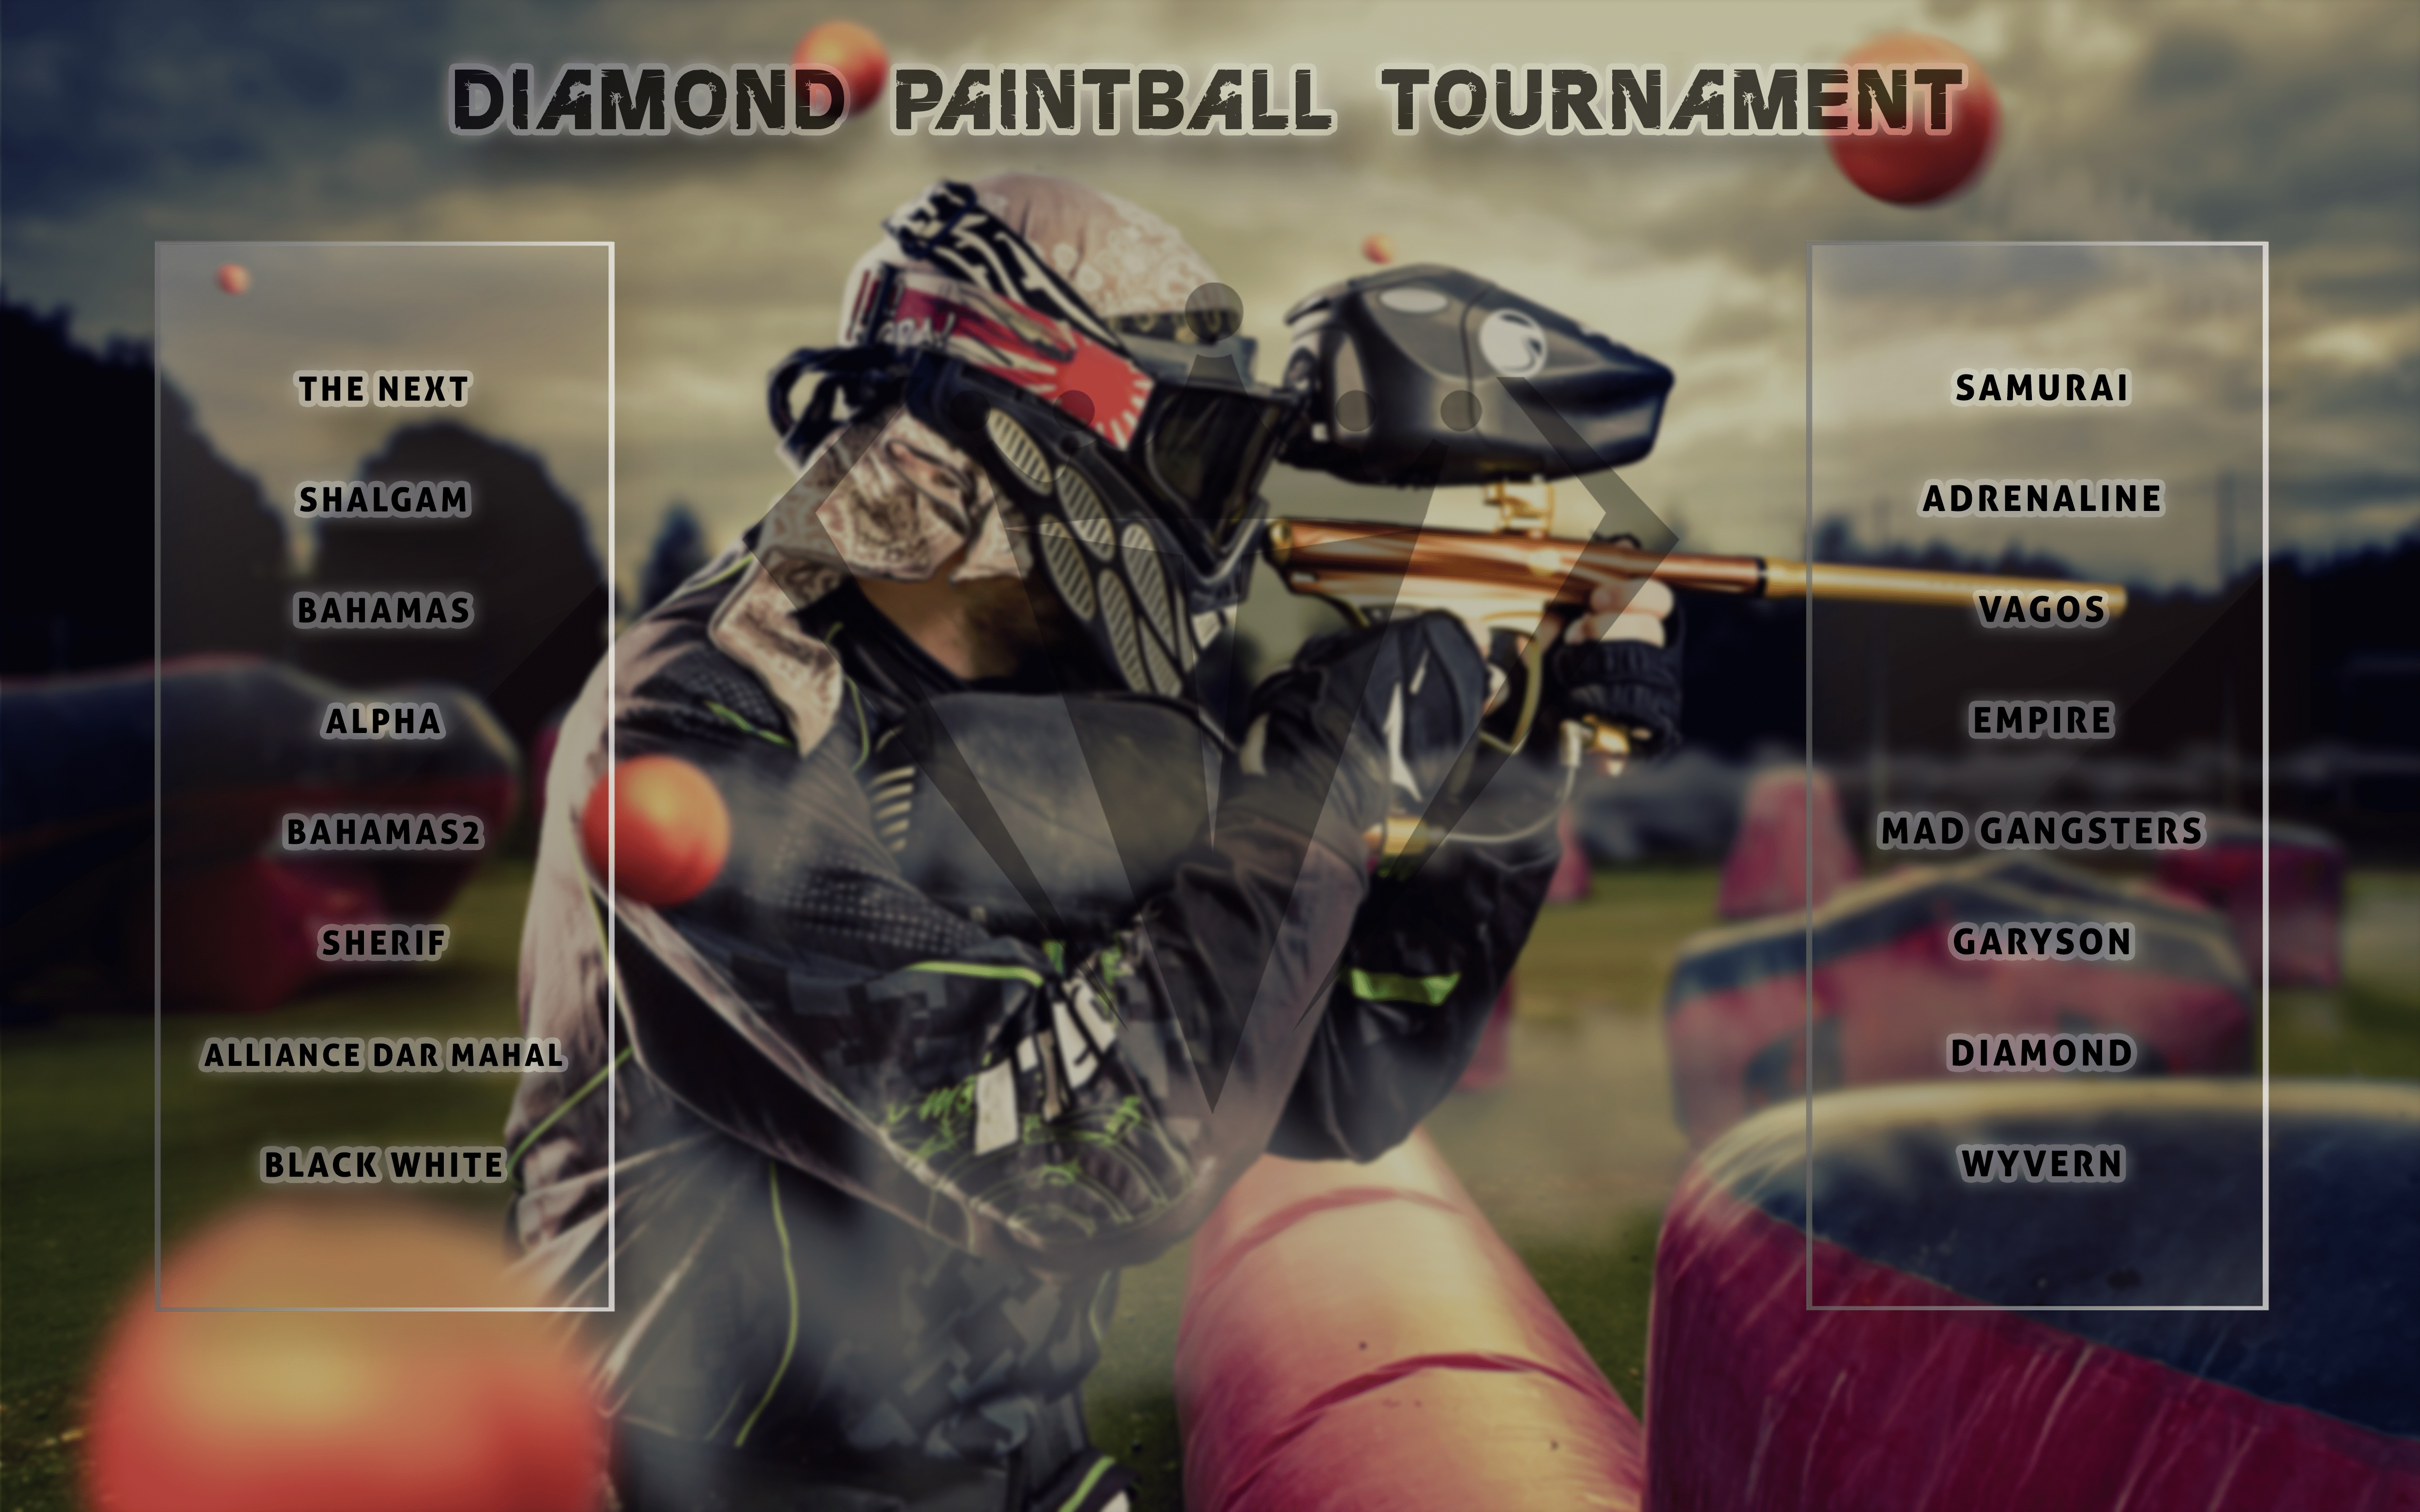 DIAMOND PAINTBALL TOURNAMENT
THE NEXT
SHALGAM
BAHAMAS
ALPHA
BAHAMAS2
SHERIF
ALLIANCE DAR MAHAL
BLACK WHITE
SAMURAI
ADRENALINE
VAGOS
EMPIRE
MAD GANGSTERS
GARYSON
DIAMOND
WYVERN